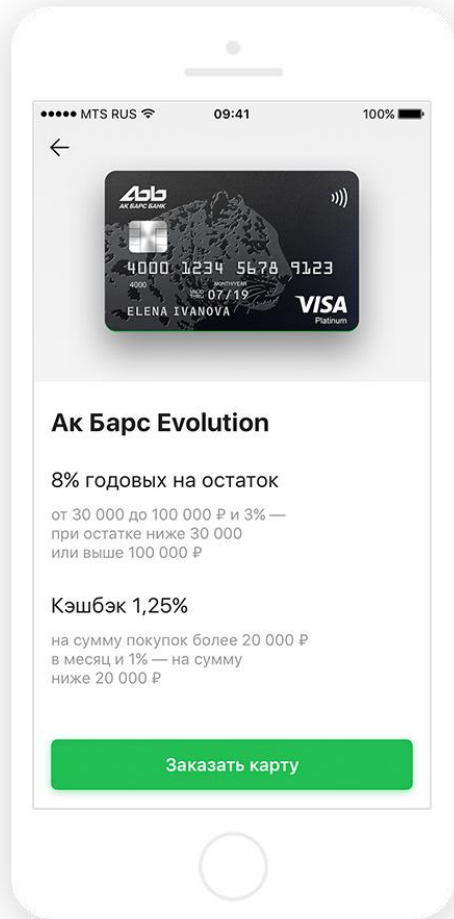 MTS RUS 09:41 100%
АК БАРС БАНК
4000 1234 5678 9123
4000 MONTH/YEAR
07/19
ELENA IVANOVA VISA
Platinum
Ак Барс Evolution
8% годовых на остаток
от 30 000 до 100 000 ₽ и 3% —
при остатке ниже 30 000
или выше 100 000 ₽
Кэшбэк 1,25%
на сумму покупок более 20 000 ₽
в месяц и 1% — на сумму
ниже 20 000 ₽
Заказать карту